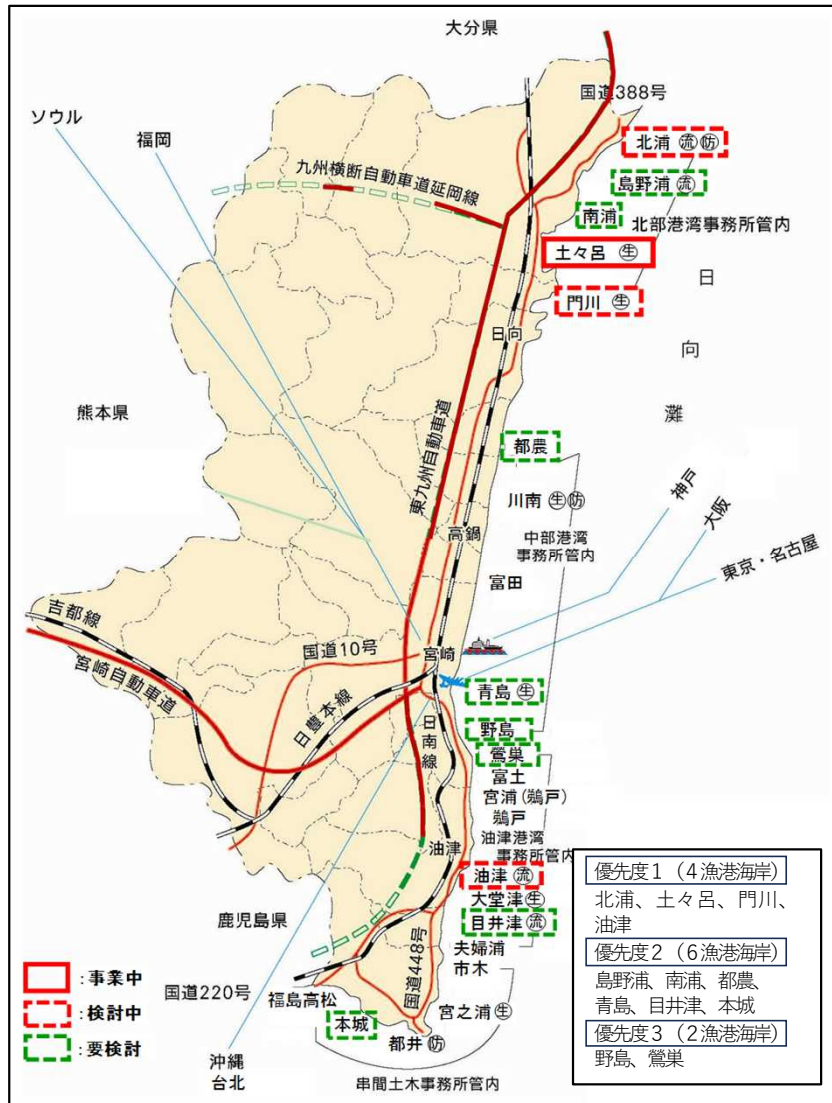 大分県
国道388号
ソウル
福岡
北浦 流 防
九州横断自動車道延岡線
島野浦 流
南浦
北部港湾事務所管内
土々呂 生
日向灘
門川 生
日向
熊本県
東九州自動車道
都農
神戸
川南 生 防
大阪
高鍋
中部港湾
事務所管内
東京・名古屋
富田
吉都線
国道10号
宮崎
宮崎自動車道
青島 生
日豊本線
日南線
野島
鶯巣
富土
宮浦(鵜戸)
鵜戸
油津港湾
事務所管内
油津
油津 流
大堂津 生
鹿児島県
目井津 流
夫婦浦
市木
国道448号
国道220号
福島高松
宮之浦 生
本城
都井 防
沖縄
台北
串間土木事務所管内
:事業中
:検討中
:要検討
優先度1 (4漁港海岸)
北浦、土々呂、門川、
油津
優先度2 (6漁港海岸)
島野浦、南浦、都農、
青島、目井津、本城
優先度3 (2漁港海岸)
野島、鶯巣